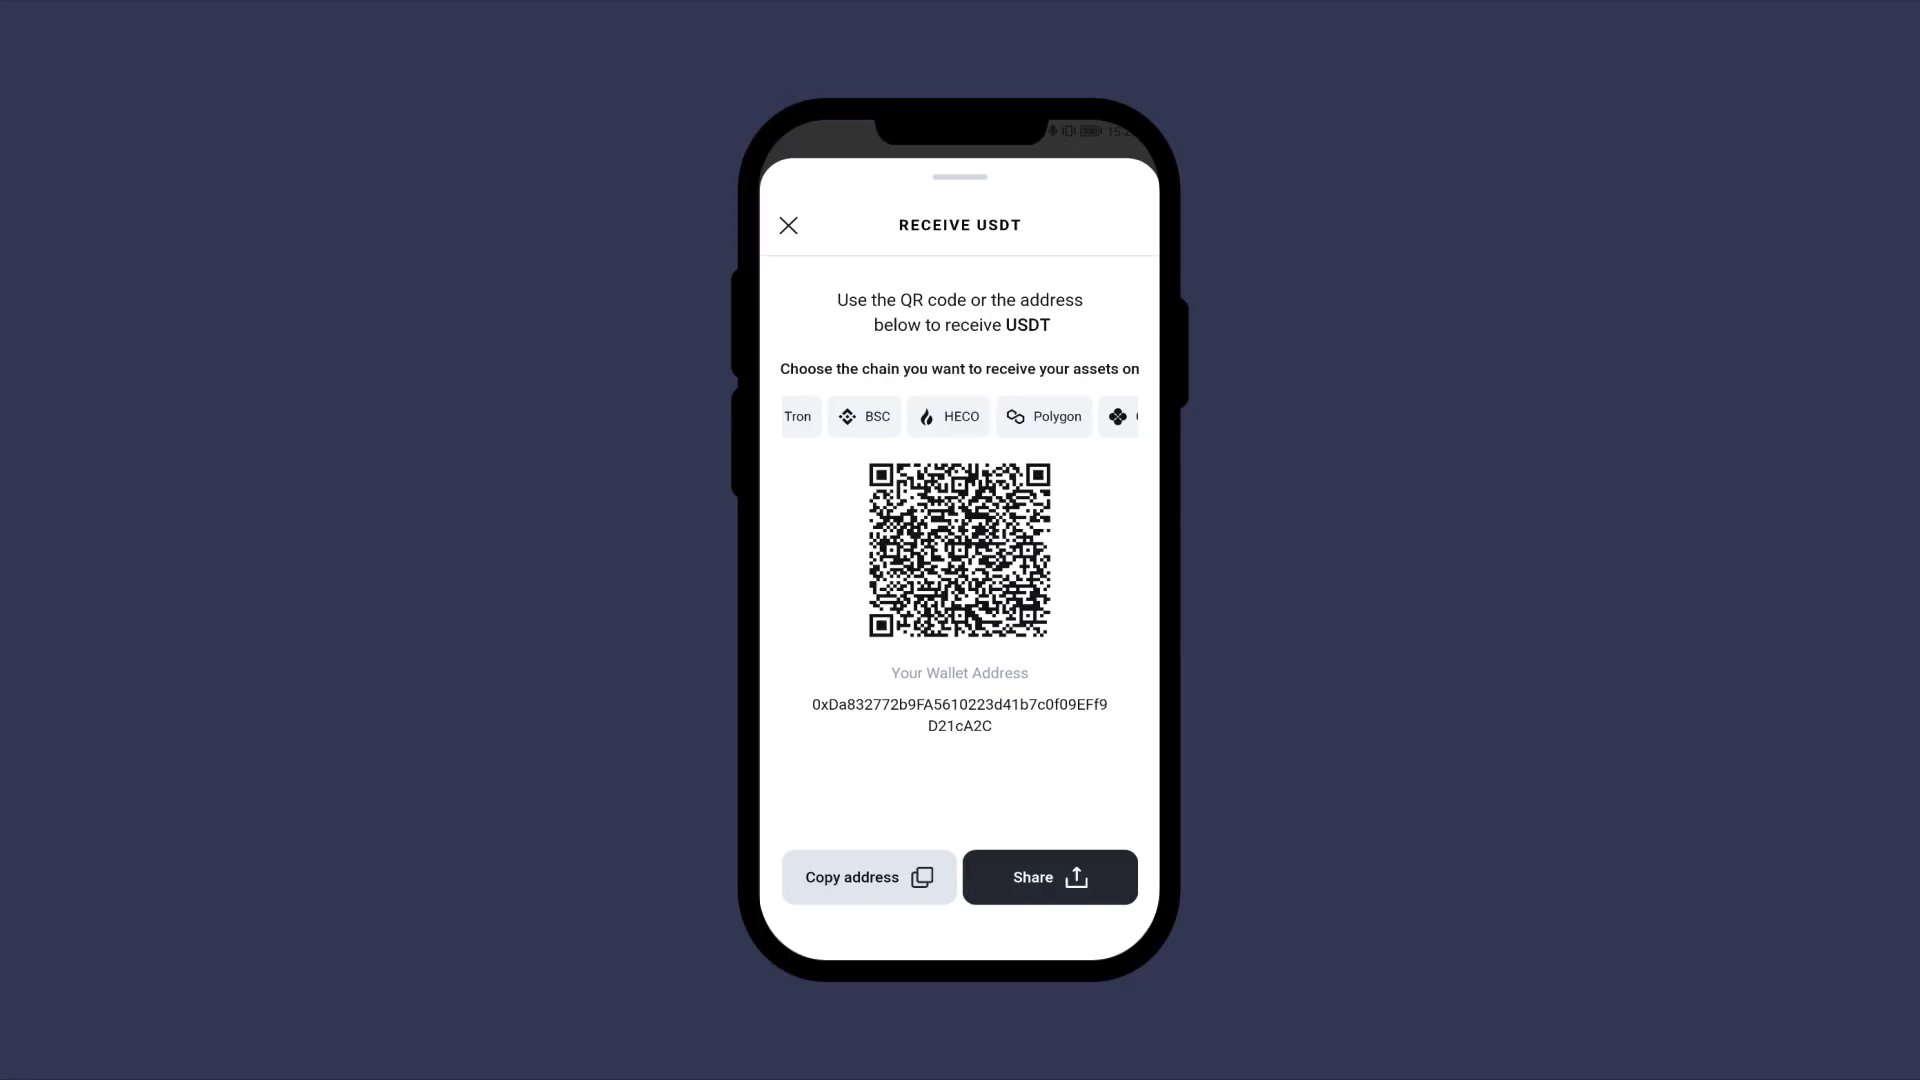 RECEIVE USDT
Use the QR code or the address
below to receive USDT
Choose the chain you want to receive your assets on
Tron BSC HECO Polygon
Your Wallet Address
0xDa832772b9FA5610223d41b7c0f09EFf9
D21cA2C
Copy address Share